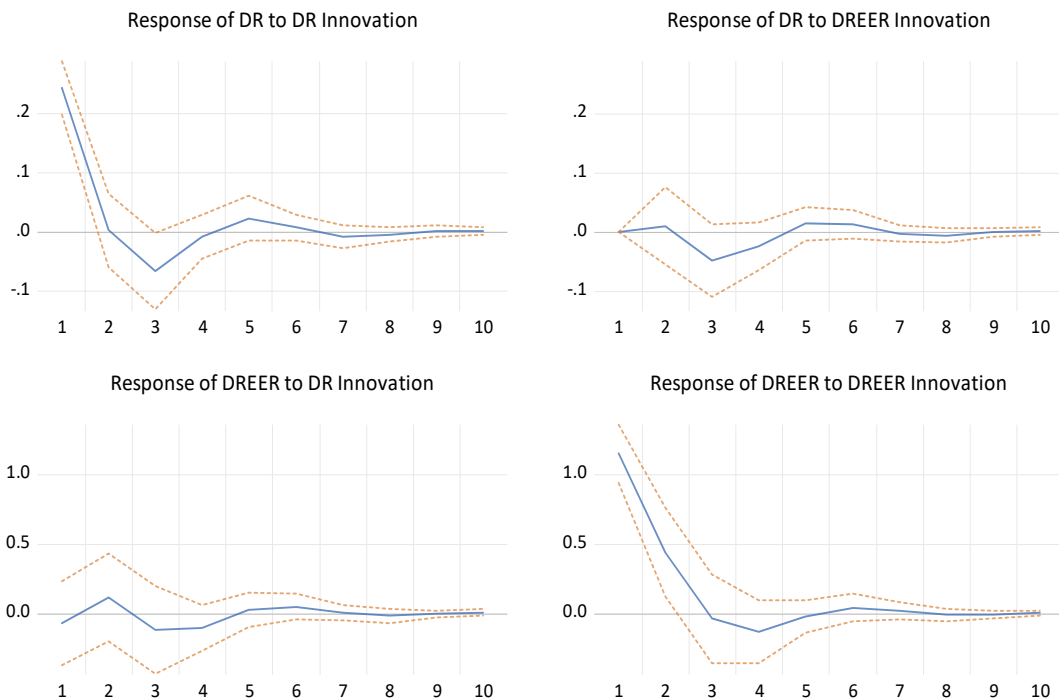 Response of DR to DR Innovation
.2
.1
.0
-.1
1 2 3 4 5 6 7 8 9 10
Response of DR to DREER Innovation
.2
.1
.0
-.1
1 2 3 4 5 6 7 8 9 10
Response of DREER to DR Innovation
1.0
0.5
0.0
1 2 3 4 5 6 7 8 9 10
Response of DREER to DREER Innovation
1.0
0.5
0.0
1 2 3 4 5 6 7 8 9 10